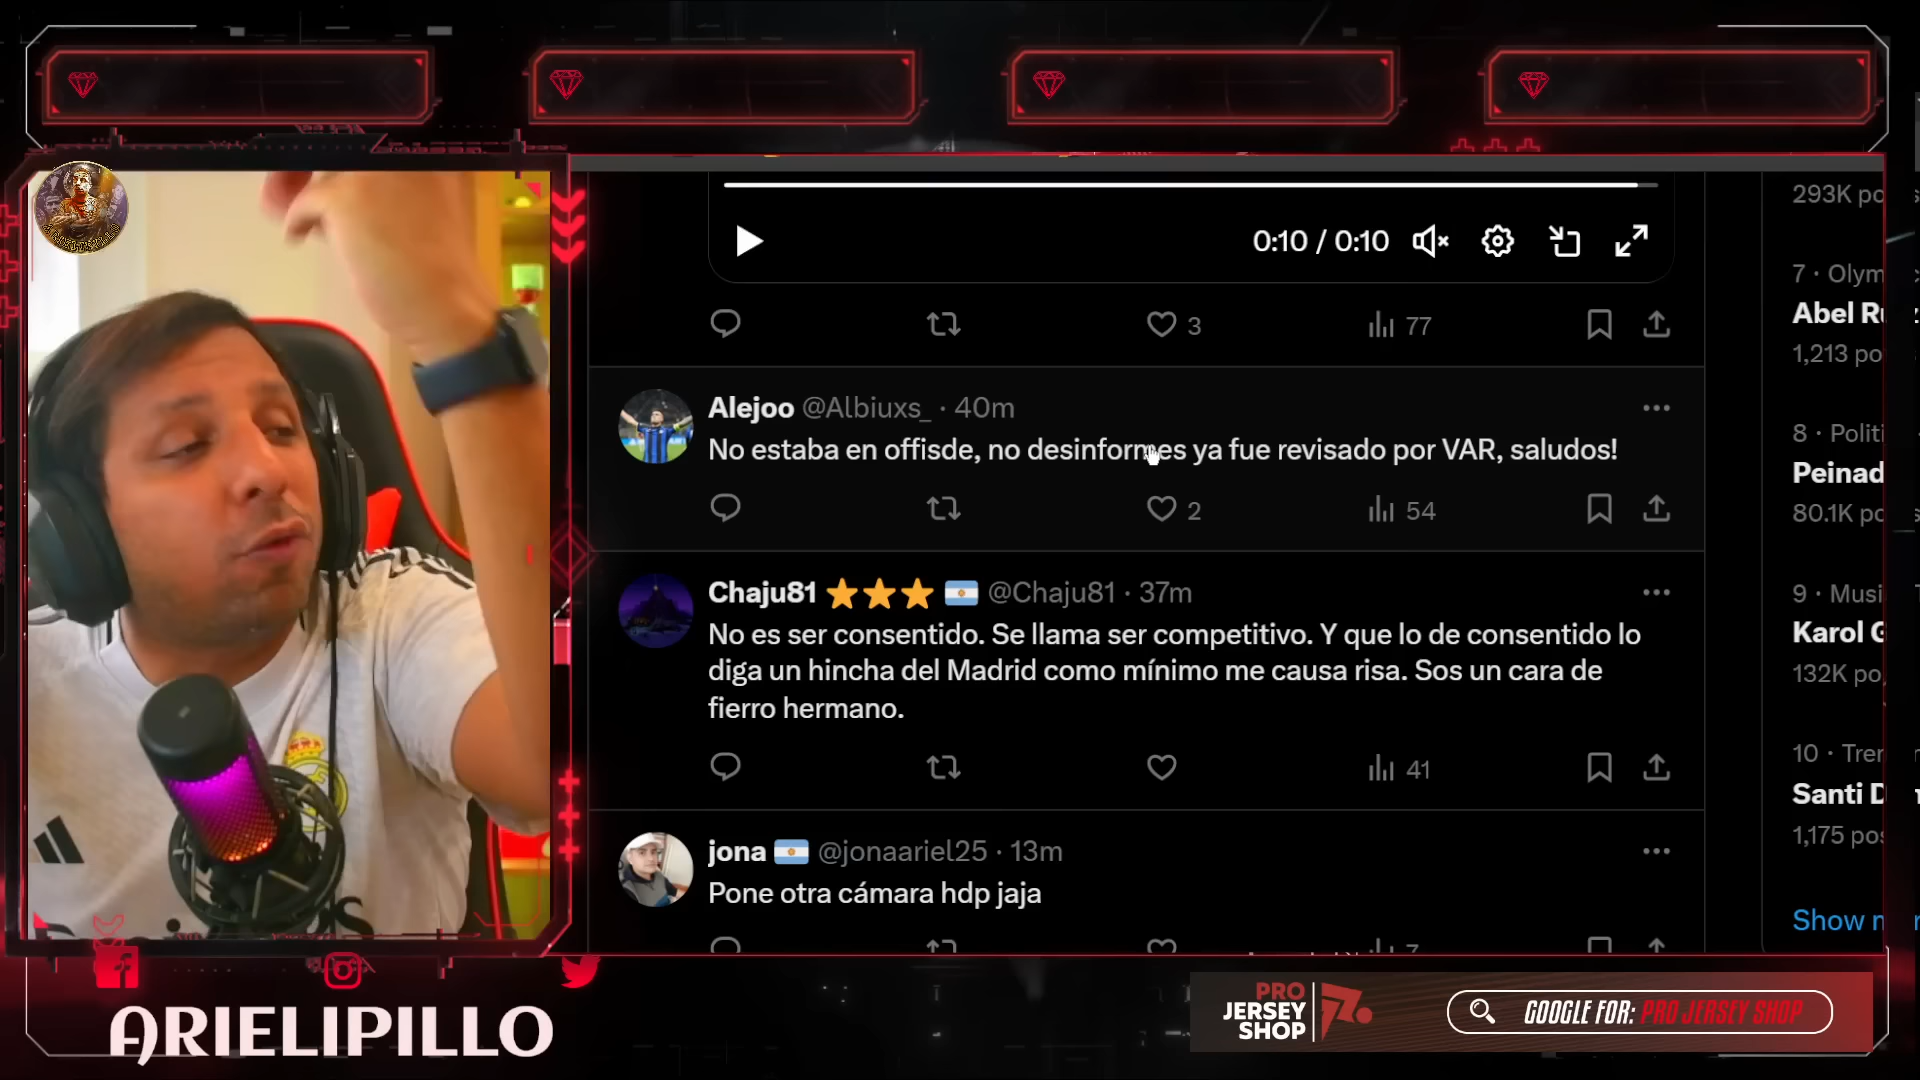 293K po
0:10 / 0:10
3
77
7 · Olym
Abel Ru
1,213 po
Alejoo @Albiuxs_ · 40m
No estaba en offisde, no desinformes ya fue revisado por VAR, saludos!
2
54
8 · Politi
Peinad
80.1K po
Chaju81 @Chaju81 · 37m
No es ser consentido. Se llama ser competitivo. Y que lo de consentido lo
diga un hincha del Madrid como mínimo me causa risa. Sos un cara de
fierro hermano.
41
9 · Musi
Karol G
132K po
jona @jonaariel25 · 13m
Pone otra cámara hdp jaja
10 · Tren
Santi D
1,175 pos
Show m
ARIELIPILLO
PRO
JERSEY
SHOP
GOOGLE FOR: PRO JERSEY SHOP